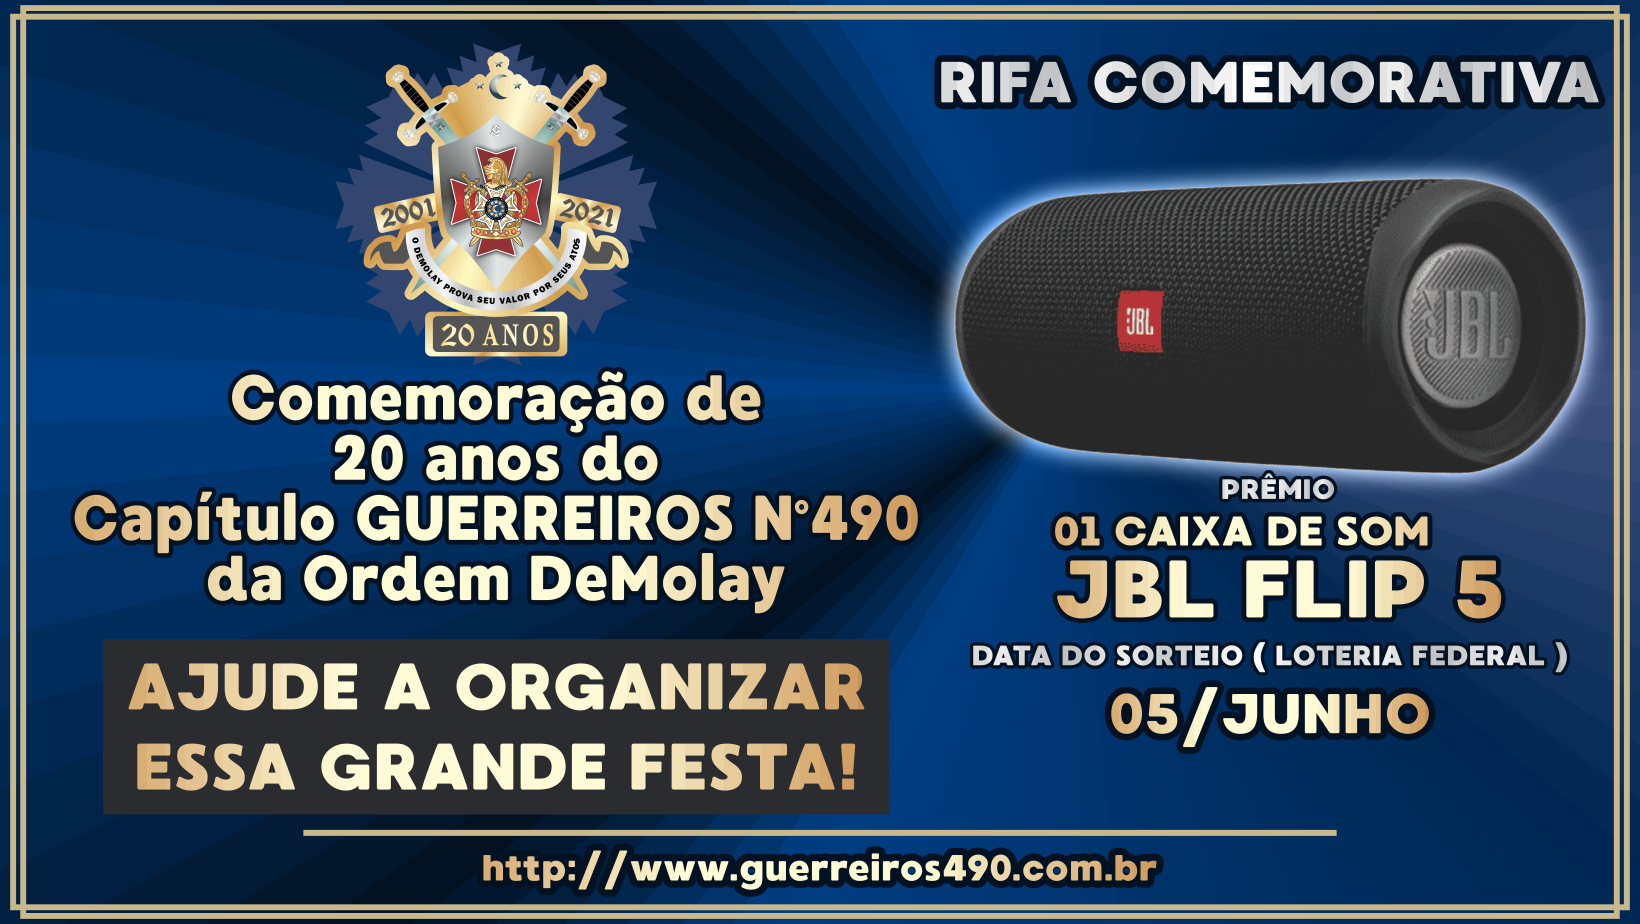 RIFA COMEMORATIVA
2001 2021
O DEMOLAY PROVA SEU VALOR POR SEUS ATOS
20 ANOS
JBL
JBL
Comemoração de
20 anos do
Capítulo GUERREIROS N°490
da Ordem DeMolay
AJUDE A ORGANIZAR
ESSA GRANDE FESTA!
PRÊMIO
01 CAIXA DE SOM
JBL FLIP 5
DATA DO SORTEIO ( LOTERIA FEDERAL )
05/JUNHO
http://www.guerreiros490.com.br